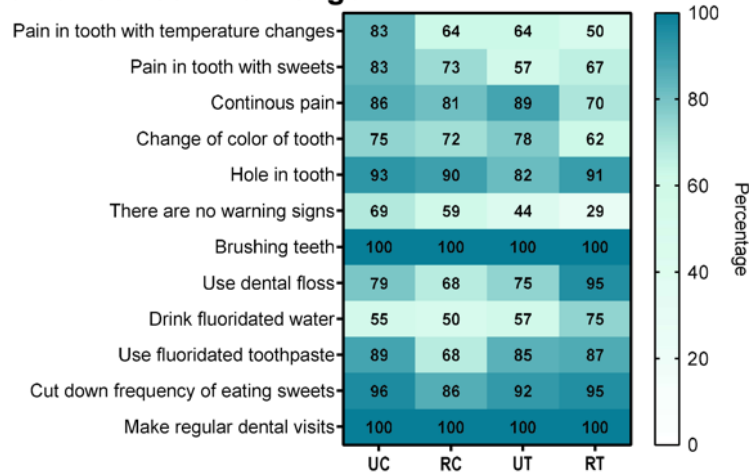 Pain in tooth with temperature changes 83 64 64 50
Pain in tooth with sweets 83 73 57 67
Continous pain 86 81 89 70
Change of color of tooth 75 72 78 62
Hole in tooth 93 90 82 91
There are no warning signs 69 59 44 29
Brushing teeth 100 100 100 100
Use dental floss 79 68 75 95
Drink fluoridated water 55 50 57 75
Use fluoridated toothpaste 89 68 85 87
Cut down frequency of eating sweets 96 86 92 95
Make regular dental visits 100 100 100 100
UC RC UT RT
100
80
60
40
20
0
Percentage